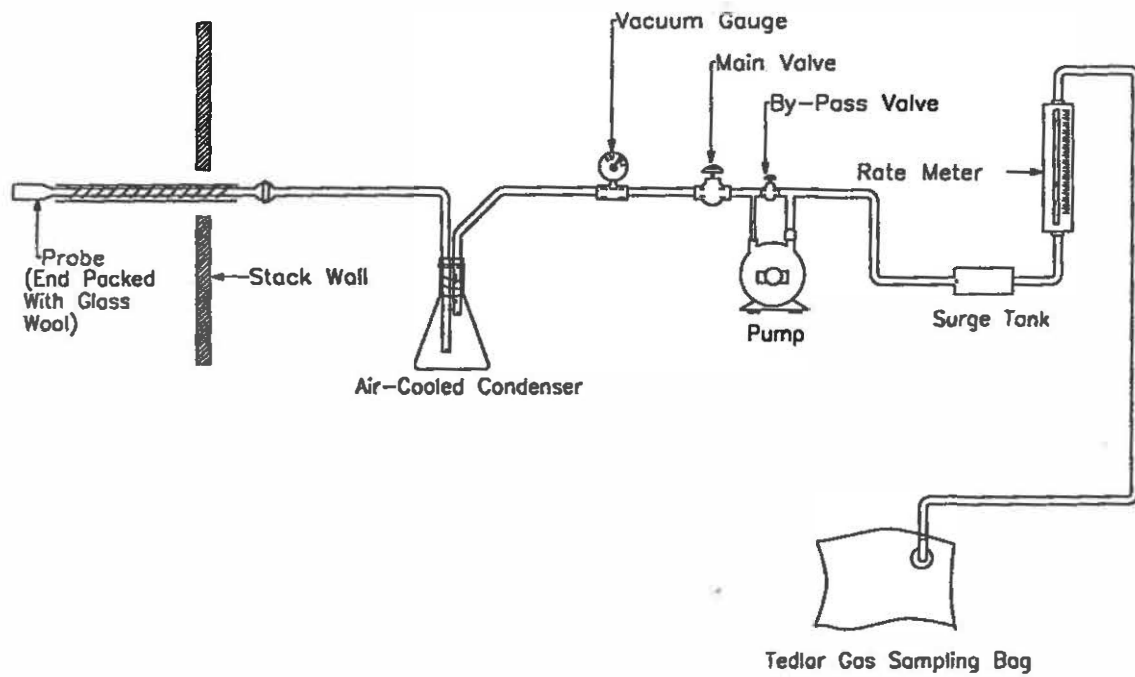 Vacuum Gauge
Main Valve
By-Pass Valve
Rate Meter
Probe
(End Packed
With Glass
Wool)
Stack Wall
Pump
Surge Tank
Air-Cooled Condenser
Tedlar Gas Sampling Bag